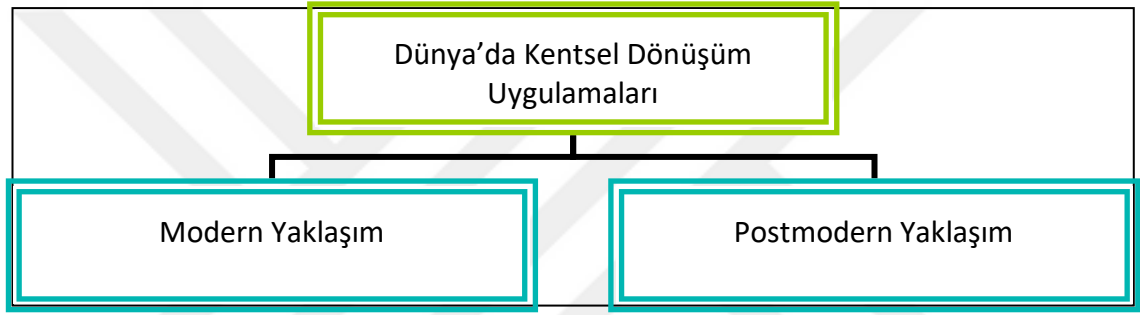 Dünya’da Kentsel Dönüşüm
Uygulamaları
Modern Yaklaşım
Postmodern Yaklaşım